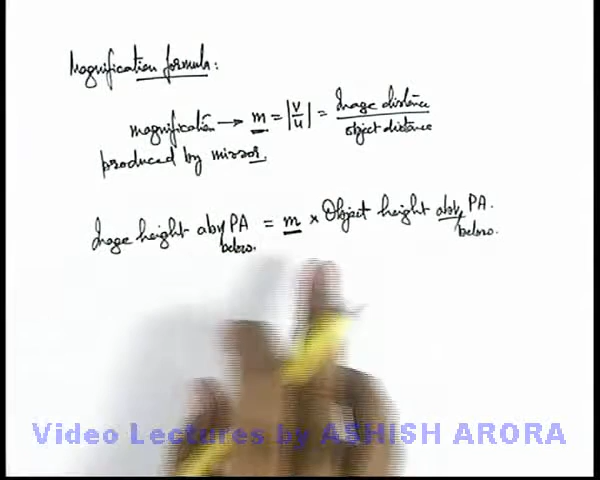 Magnification formula:
magnification → m = |v/u| = Image distance / object distance
produced by mirror.
Image height abv PA = m × Object height abv PA.
below. below.
Video Lectures by ASHISH ARORA